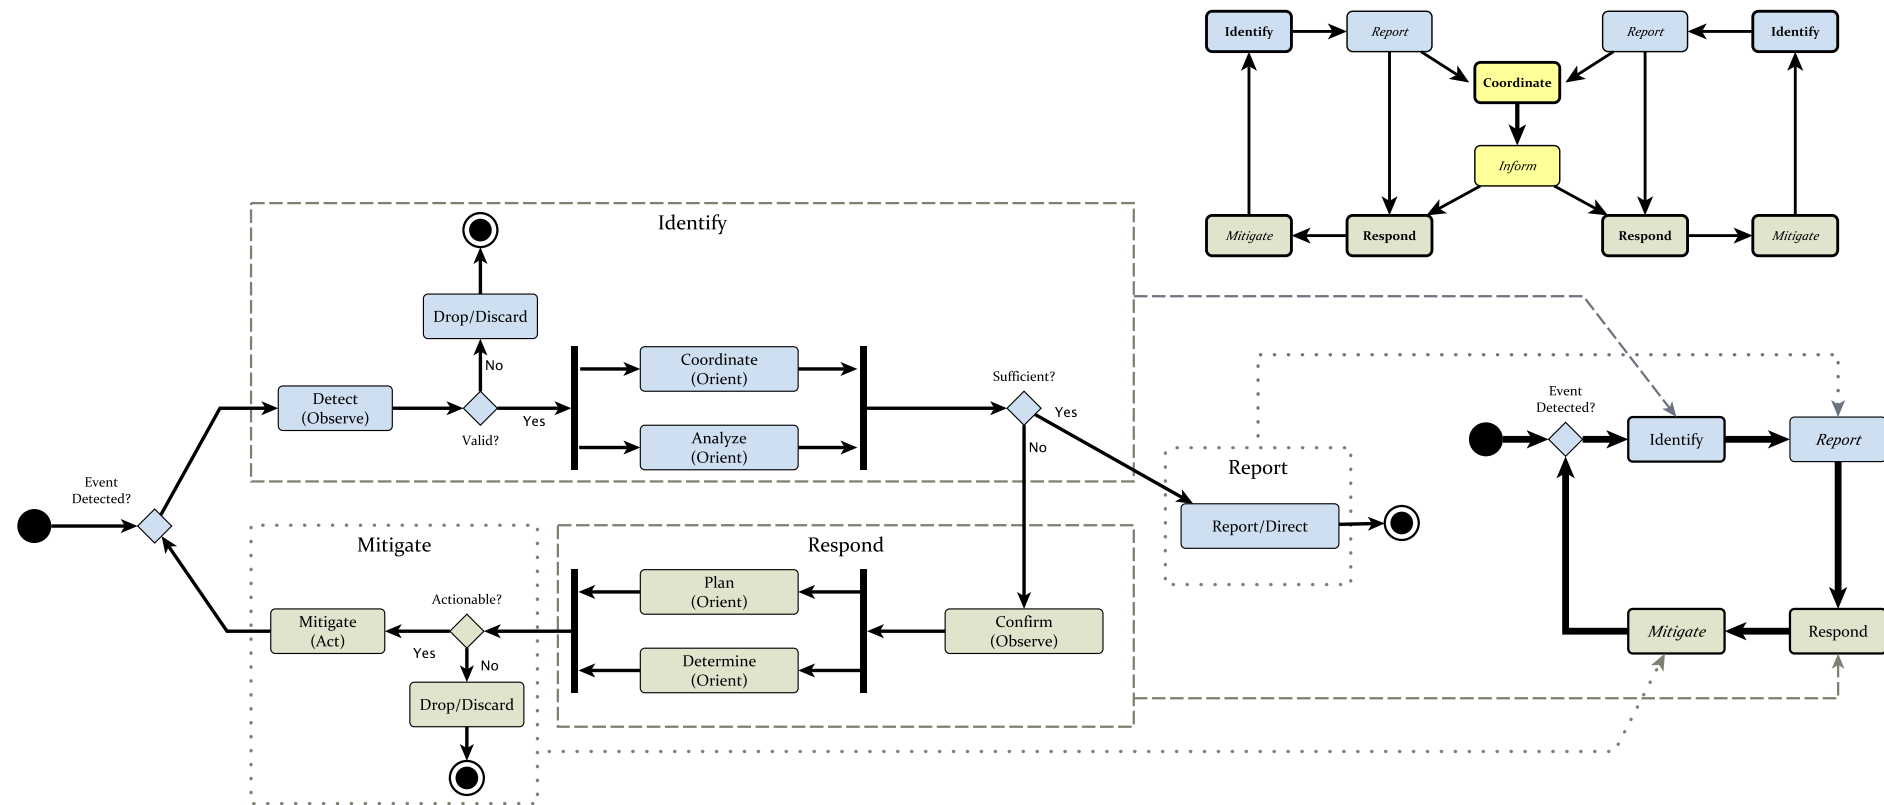 Identify
Report
Report
Identify
Coordinate
Inform
Mitigate
Respond
Respond
Mitigate
Identify
Drop/Discard
No
Detect
(Observe)
Valid?
Yes
Coordinate
(Orient)
Analyze
(Orient)
Sufficient?
Yes
No
Event
Detected?
Report
Report/Direct
Mitigate
Actionable?
Mitigate
(Act)
Yes
No
Drop/Discard
Respond
Plan
(Orient)
Determine
(Orient)
Confirm
(Observe)
Event
Detected?
Identify
Report
Mitigate
Respond